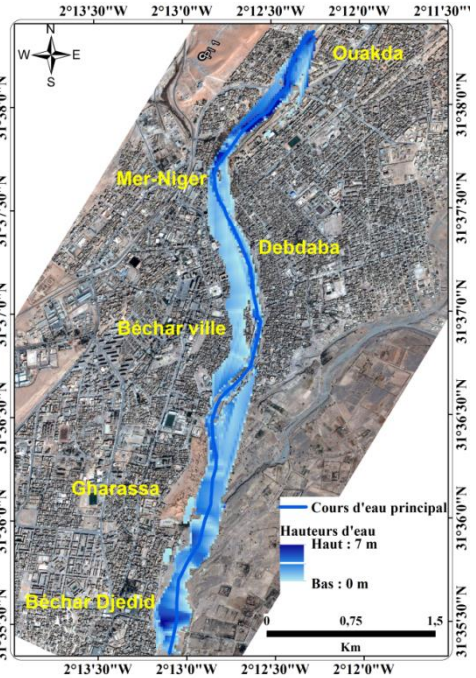 2°13'30"W
2°13'0"W
2°12'30"W
2°12'0"W
2°11'30"W
N
W
E
S
Ouakda
31°38'0"N
31°38'0"N
Mer-Niger
31°37'30"N
31°37'30"N
Debdaba
31°37'0"N
31°37'0"N
Béchar ville
31°36'30"N
31°36'30"N
Gharassa
31°36'0"N
31°36'0"N
Cours d'eau principal
Hauteurs d'eau
Haut : 7 m
Bas : 0 m
Béchar Djedid
31°35'30"N
31°35'30"N
0
0,75
1,5
Km
2°13'30"W
2°13'0"W
2°12'30"W
2°12'0"W